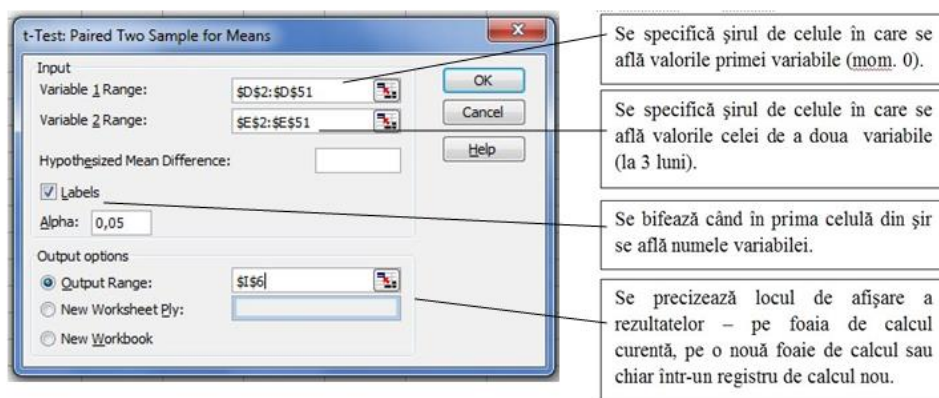 t-Test: Paired Two Sample for Means
Input
Variable 1 Range:
$D$2:$D$51
Variable 2 Range:
$E$2:$E$51
Hypothesized Mean Difference:
Labels
Alpha:
0,05
Output options
Output Range:
$I$6
New Worksheet Ply:
New Workbook
OK
Cancel
Help
Se specifică şirul de celule în care se
află valorile primei variabile (mom. 0).
Se specifică şirul de celule în care se
află valorile celei de a doua variabile
(la 3 luni).
Se bifează când în prima celulă din şir
se află numele variabilei.
Se precizează locul de afişare a
rezultatelor – pe foaia de calcul
curentă, pe o nouă foaie de calcul sau
chiar într-un registru de calcul nou.